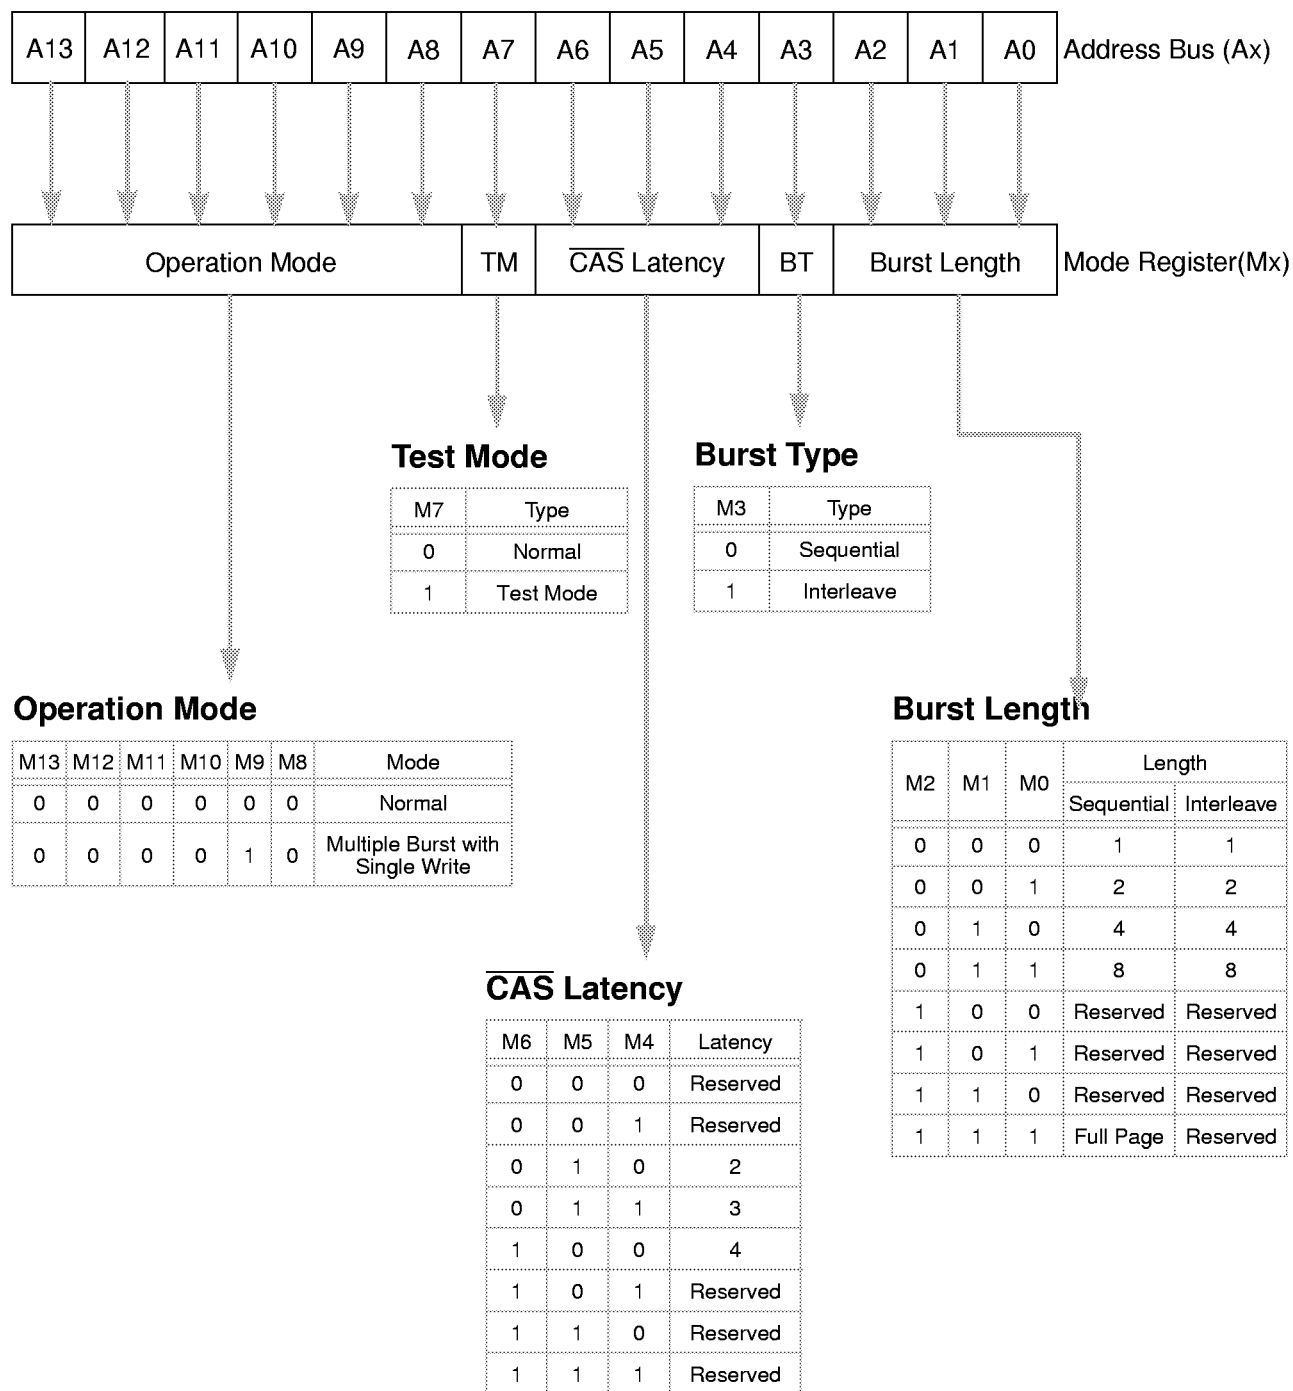 A13 A12 A11 A10 A9 A8 A7 A6 A5 A4 A3 A2 A1 A0 Address Bus (Ax)
Operation Mode TM CAS Latency BT Burst Length Mode Register(Mx)
Test Mode
M7 Type
0 Normal
1 Test Mode
Burst Type
M3 Type
0 Sequential
1 Interleave
Operation Mode
M13 M12 M11 M10 M9 M8 Mode
0 0 0 0 0 0 Normal
0 0 0 0 1 0 Multiple Burst with
Single Write
Burst Length
M2 M1 M0 Length
Sequential Interleave
0 0 0 1 1
0 0 1 2 2
0 1 0 4 4
0 1 1 8 8
1 0 0 Reserved Reserved
1 0 1 Reserved Reserved
1 1 0 Reserved Reserved
1 1 1 Full Page Reserved
CAS Latency
M6 M5 M4 Latency
0 0 0 Reserved
0 0 1 Reserved
0 1 0 2
0 1 1 3
1 0 0 4
1 0 1 Reserved
1 1 0 Reserved
1 1 1 Reserved